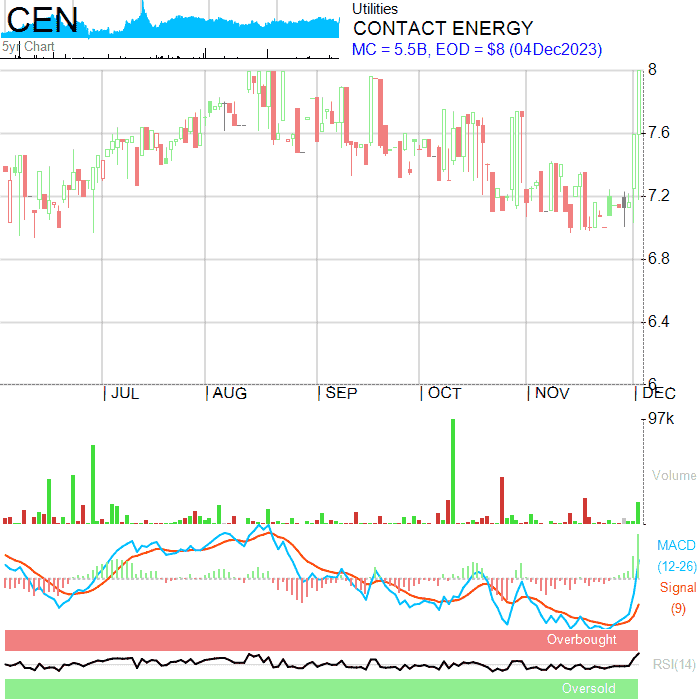 CEN
5yr Chart
Utilities
CONTACT ENERGY
MC = 5.5B, EOD = $8 (04Dec2023)
8
7.6
7.2
6.8
6.4
6
JUL AUG SEP OCT NOV DEC
97k
Volume
MACD
(12-26)
Signal
(9)
Overbought
RSI(14)
Oversold